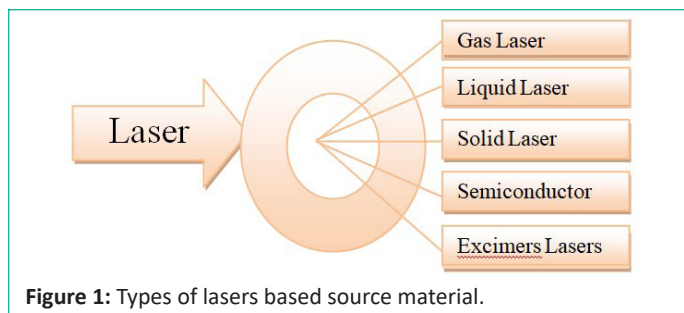 Gas Laser
Liquid Laser
Laser
Solid Laser
Semiconductor
Excimers Lasers
Figure 1: Types of lasers based source material.